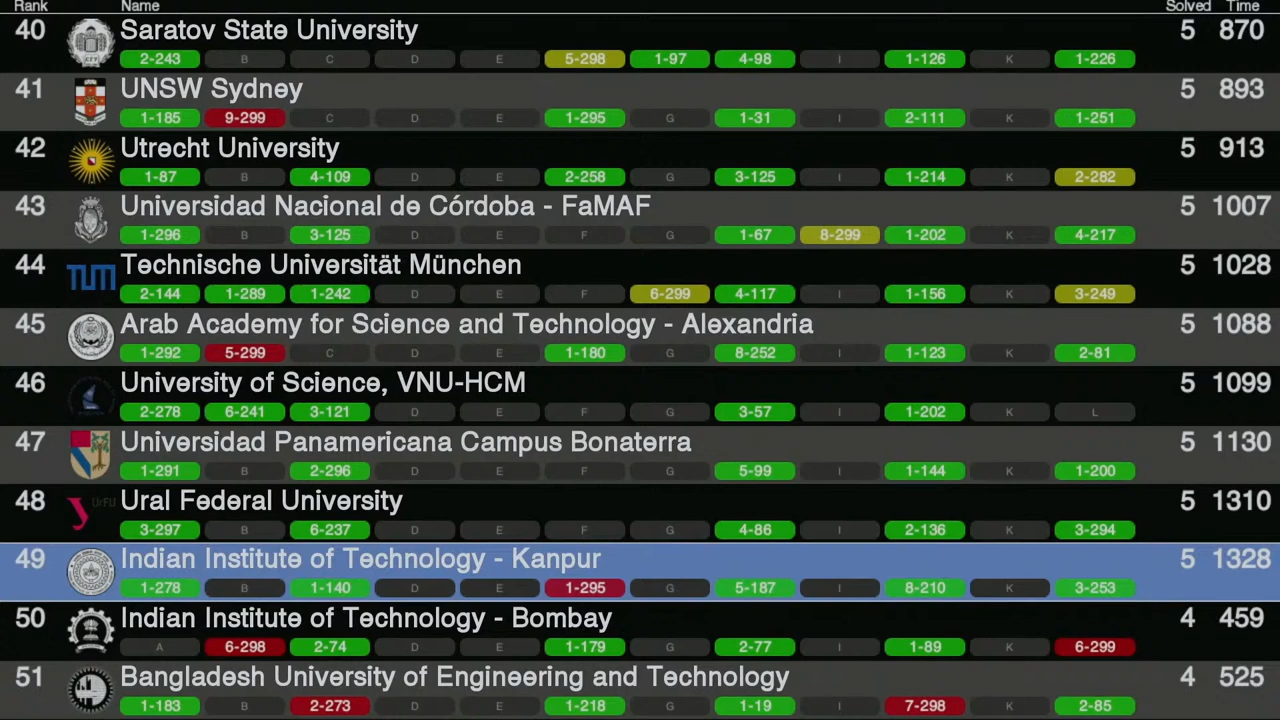 Rank Name Solved Time
40 Saratov State University 5 870
2-243 B C D E 5-298 1-97 4-98 I 1-126 K 1-226
41 UNSW Sydney 5 893
1-185 9-299 C D E 1-295 G 1-31 I 2-111 K 1-251
42 Utrecht University 5 913
1-87 B 4-109 D E 2-258 G 3-125 I 1-214 K 2-282
43 Universidad Nacional de Córdoba - FaMAF 5 1007
1-296 B 3-125 D E F G 1-67 8-299 1-202 K 4-217
44 TUM Technische Universität München 5 1028
2-144 1-289 1-242 D E F 6-299 4-117 I 1-156 K 3-249
45 Arab Academy for Science and Technology - Alexandria 5 1088
1-292 5-299 C D E 1-180 G 8-252 I 1-123 K 2-81
46 University of Science, VNU-HCM 5 1099
2-278 6-241 3-121 D E F G 3-57 I 1-202 K L
47 Universidad Panamericana Campus Bonaterra 5 1130
1-291 B 2-296 D E F G 5-99 I 1-144 K 1-200
48 UrFU Ural Federal University 5 1310
3-297 B 6-237 D E F G 4-86 I 2-136 K 3-294
49 Indian Institute of Technology - Kanpur 5 1328
1-278 B 1-140 D E 1-295 G 5-187 I 8-210 K 3-253
50 Indian Institute of Technology - Bombay 4 459
A 6-298 2-74 D E 1-179 G 2-77 I 1-89 K 6-299
51 Bangladesh University of Engineering and Technology 4 525
1-183 B 2-273 D E 1-218 G 1-19 I 7-298 K 2-85